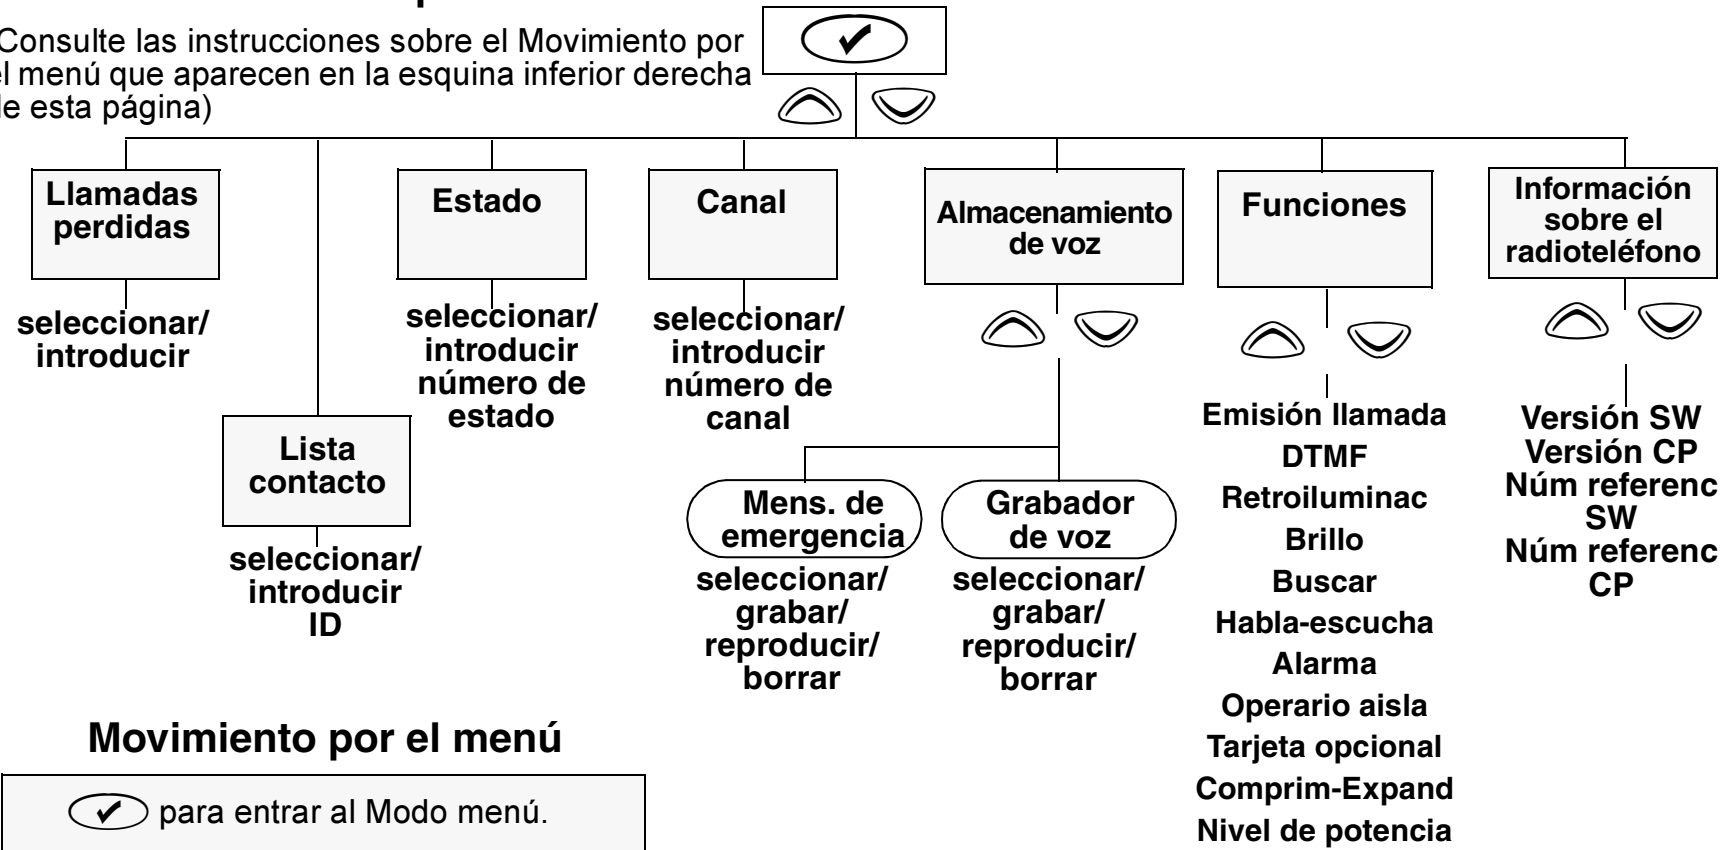 Consulte las instrucciones sobre el Movimiento por
el menú que aparecen en la esquina inferior derecha
de esta página)
Llamadas
perdidas
seleccionar/
introducir
Lista
contacto
seleccionar/
introducir
ID
Estado
seleccionar/
introducir
número de
estado
Canal
seleccionar/
introducir
número de
canal
Almacenamiento
de voz
Mens. de
emergencia
seleccionar/
grabar/
reproducir/
borrar
Grabador
de voz
seleccionar/
grabar/
reproducir/
borrar
Funciones
Emisión llamada
DTMF
Retroiluminac
Brillo
Buscar
Habla-escucha
Alarma
Operario aisla
Tarjeta opcional
Comprim-Expand
Nivel de potencia
Información
sobre el
radioteléfono
Versión SW
Versión CP
Núm referenc
SW
Núm referenc
CP
Movimiento por el menú
para entrar al Modo menú.